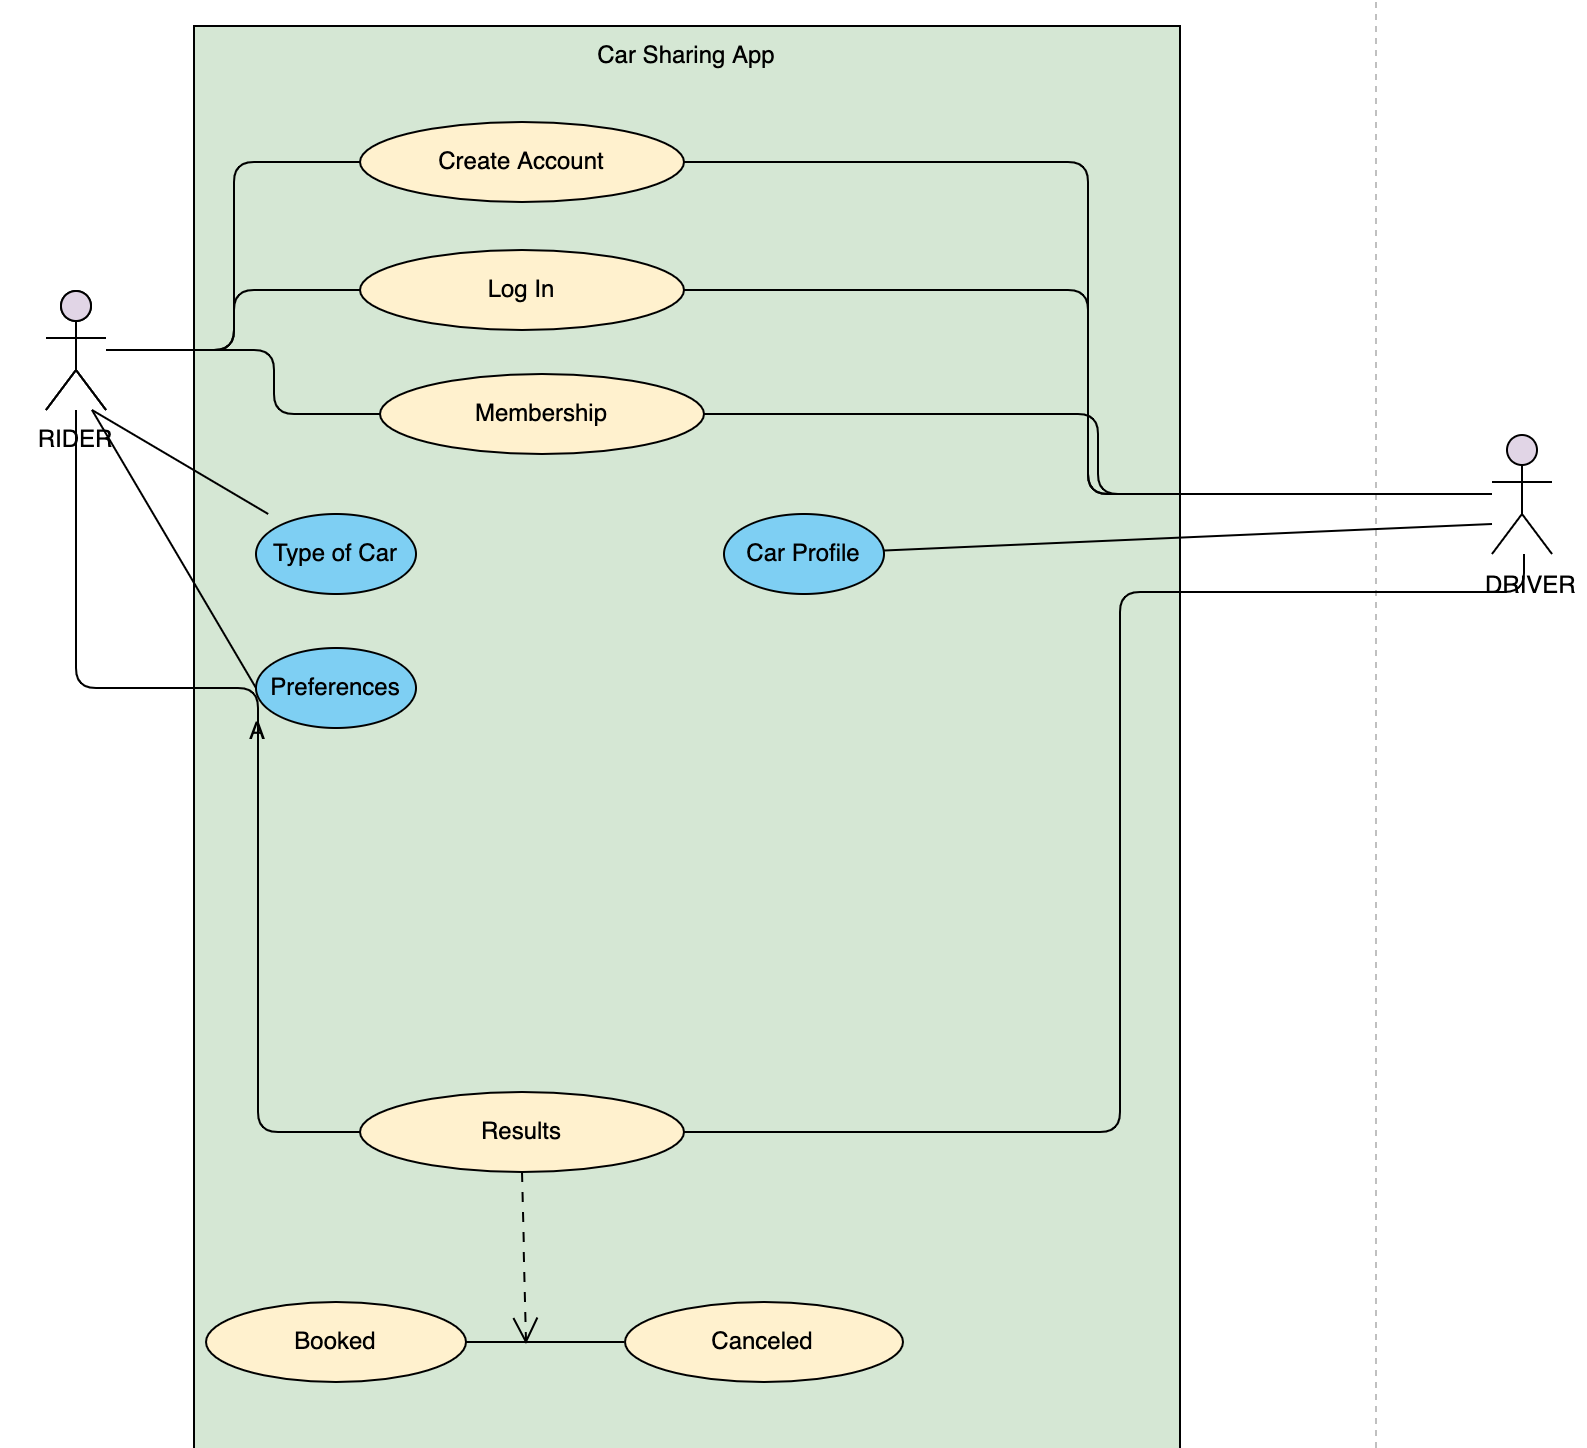 Car Sharing App
Create Account
Log In
Membership
RIDER
Type of Car
Car Profile
DRIVER
Preferences
A
Results
Booked
Canceled